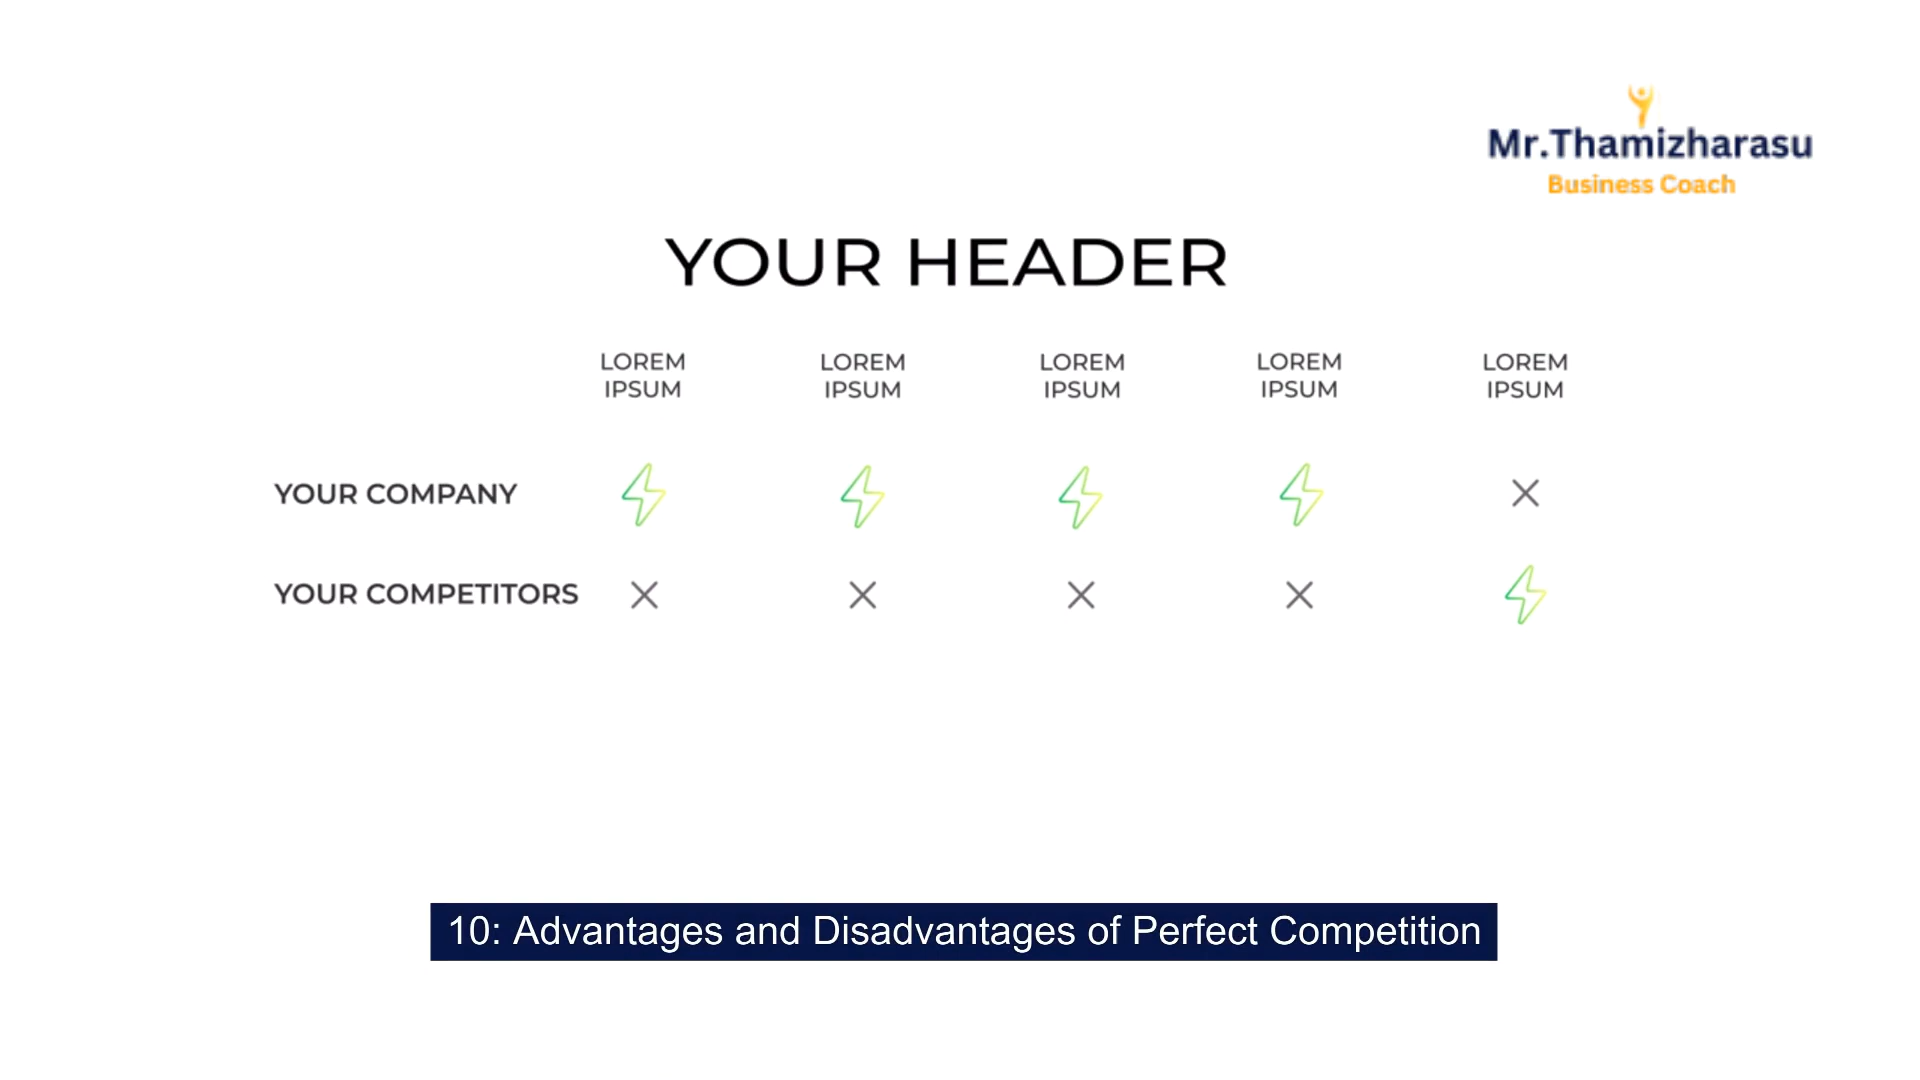 Mr.Thamizharasu
Business Coach
YOUR HEADER
LOREM IPSUM
LOREM IPSUM
LOREM IPSUM
LOREM IPSUM
LOREM IPSUM
YOUR COMPANY
YOUR COMPETITORS
10: Advantages and Disadvantages of Perfect Competition